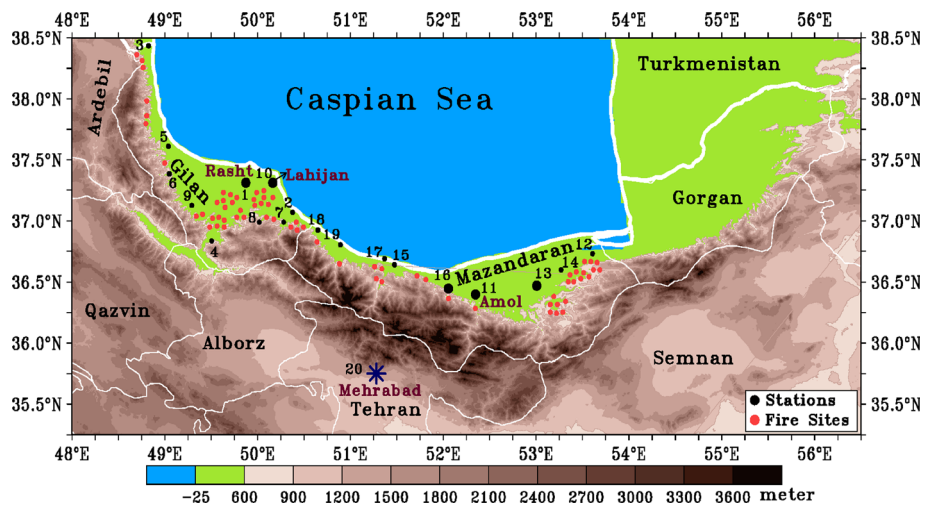 48°E 49°E 50°E 51°E 52°E 53°E 54°E 55°E 56°E
38.5°N 38.5°N
3
Turkmenistan
Ardebil
Caspian Sea
38.0°N 38.0°N
5
37.5°N 37.5°N
Gilan
Rasht 10 Lahijan
6 1
9 2
Gorgan
37.0°N 37.0°N
8 7 18
4 19
17 15
Mazandaran
12
14
36.5°N 36.5°N
16 11 13
Amol
Qazvin
Alborz
36.0°N 36.0°N
Semnan
20
Mehrabad
Tehran
35.5°N 35.5°N
Stations
Fire Sites
48°E 49°E 50°E 51°E 52°E 53°E 54°E 55°E 56°E
-25 600 900 1200 1500 1800 2100 2400 2700 3000 3300 3600 meter